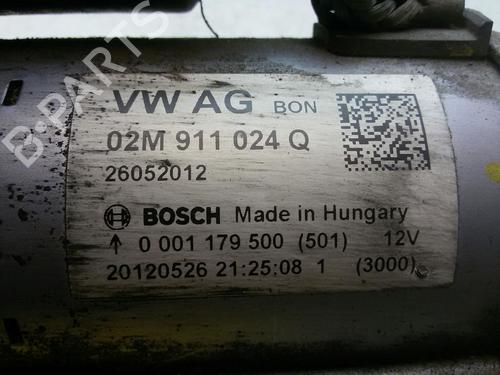 B-PARTS
VW AG BON
02M 911 024 Q
26052012
BOSCH Made in Hungary
↑ 0 001 179 500 (501) 12V
20120526 21:25:08 1 (3000)